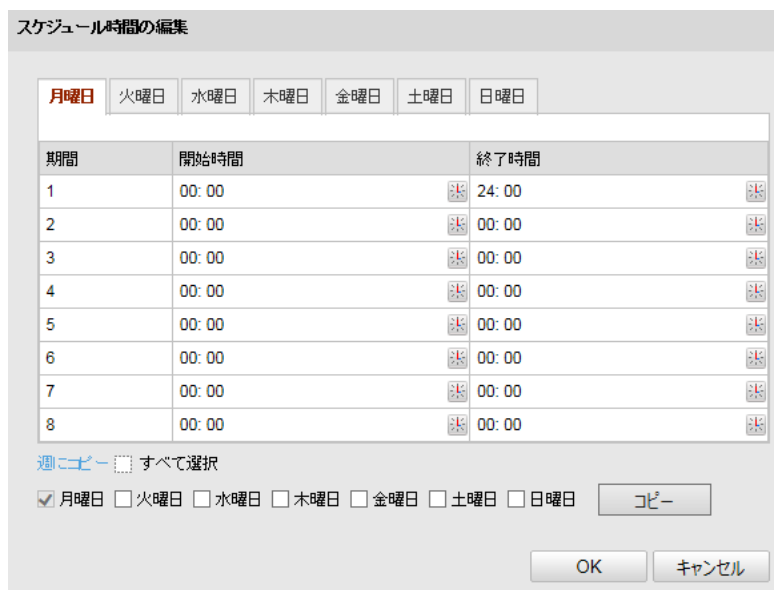 スケジュール時間の編集
月曜日 火曜日 水曜日 木曜日 金曜日 土曜日 日曜日
期間 開始時間 終了時間
1 00: 00 24: 00
2 00: 00 00: 00
3 00: 00 00: 00
4 00: 00 00: 00
5 00: 00 00: 00
6 00: 00 00: 00
7 00: 00 00: 00
8 00: 00 00: 00
週にコピー すべて選択
月曜日 火曜日 水曜日 木曜日 金曜日 土曜日 日曜日 コピー
OK キャンセル